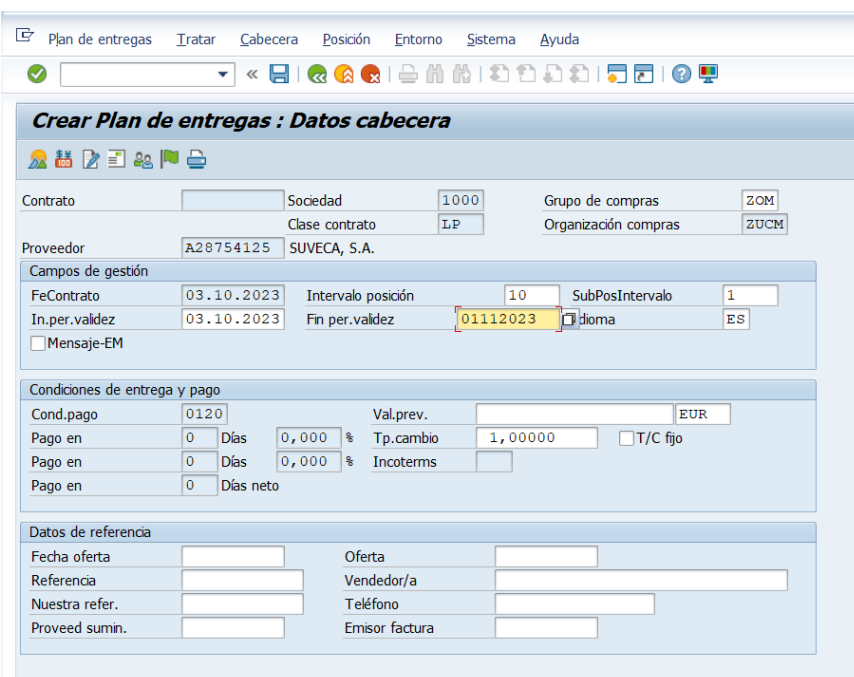 Plan de entregas Tratar Cabecera Posición Entorno Sistema Ayuda
Crear Plan de entregas : Datos cabecera
Contrato Sociedad 1000 Grupo de compras ZOM
Clase contrato LP Organización compras ZUCM
Proveedor A28754125 SUVECA, S.A.
Campos de gestión
FeContrato 03.10.2023 Intervalo posición 10 SubPosIntervalo 1
In.per.validez 03.10.2023 Fin per.validez 01112023 dioma ES
Mensaje-EM
Condiciones de entrega y pago
Cond.pago 0120 Val.prev. EUR
Pago en 0 Días 0,000 % Tp.cambio 1,00000 T/C fijo
Pago en 0 Días 0,000 % Incoterms
Pago en 0 Días neto
Datos de referencia
Fecha oferta Oferta
Referencia Vendedor/a
Nuestra refer. Teléfono
Proveed sumin. Emisor factura